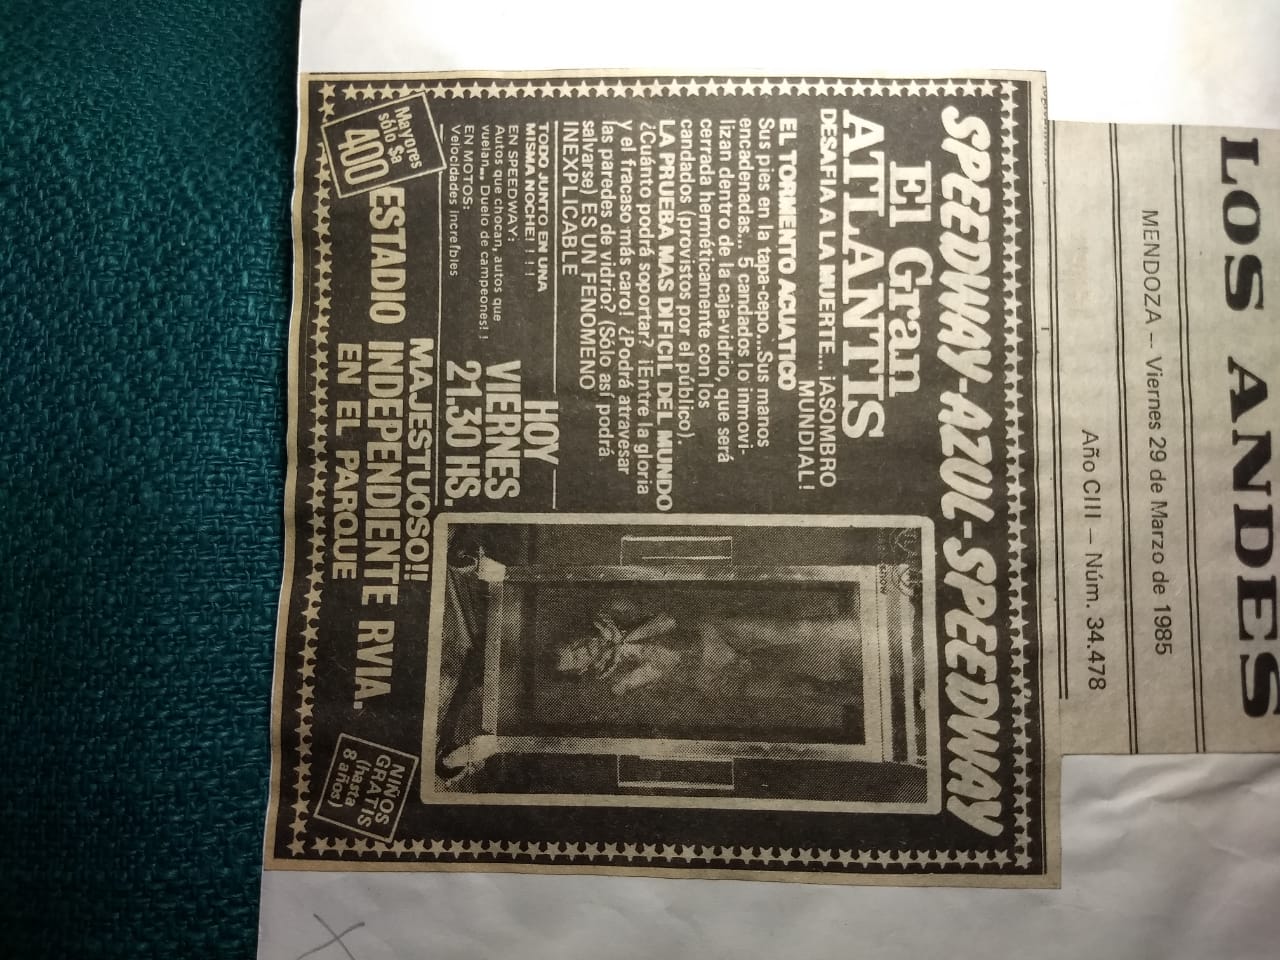 LOS ANDES
MENDOZA — Viernes 29 de Marzo de 1985
Año CIII — Núm. 34.478
SPEEDWAY-AZUL-SPEEDWAY
El Gran
ATLANTIS
DESAFIA A LA MUERTE... ¡ASOMBRO
MUNDIAL!
EL TORMENTO ACUATICO
Sus pies en la tapa-cepo....Sus manos
encadenadas... 5 candados lo inmovi-
lizan dentro de la caja-vidrio, que será
cerrada herméticamente con los
candados (provistos por el público).
LA PRUEBA MAS DIFICIL DEL MUNDO
¿Cuánto podrá soportar? ¡Entre la gloria
y el fracaso más caro! ¿Podrá atravesar
las paredes de vidrio? (Sólo así podrá
salvarse) ES UN FENOMENO
INEXPLICABLE
TODO JUNTO EN UNA
MISMA NOCHE! ! ! !
EN SPEEDWAY:
Autos que chocan, autos que
vuelan... Duelo de campeones! !
EN MOTOS:
Velocidades increíbles
HOY
VIERNES
21.30 HS.
SHOW
Mayores
sólo $a
400
MAJESTUOSO!!
ESTADIO INDEPENDIENTE RVIA.
EN EL PARQUE
NIÑOS
GRATIS
(hasta
8 años)
X